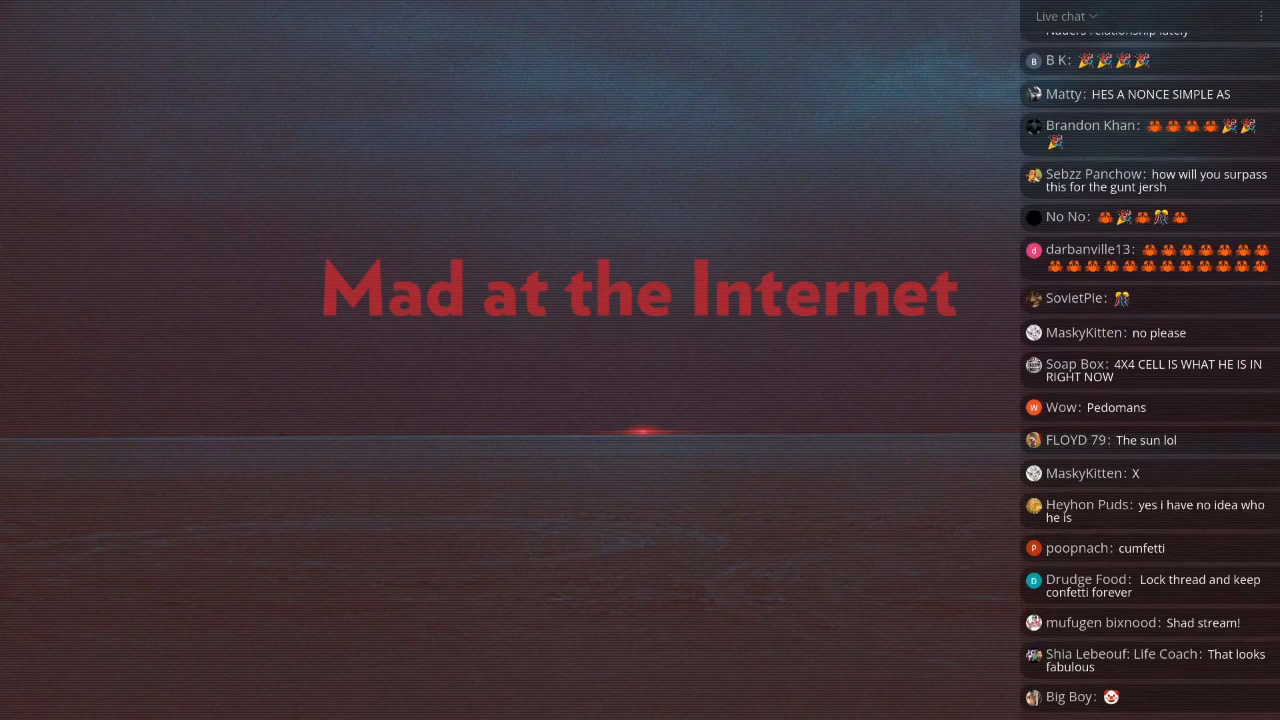 Live chat
B K: 🎉🎉🎉🎉
Matty: HES A NONCE SIMPLE AS
Brandon Khan: 🦀🦀🦀🦀🎉🎉
🎉
Sebzz Panchow: how will you surpass
this for the gunt jersh
No No: 🦀🎉🦀🎊🦀
Mad at the Internet
darbanville13: 🦀🦀🦀🦀🦀🦀🦀
🦀🦀🦀🦀🦀🦀🦀🦀🦀🦀🦀🦀
SovietPie: 🎊
MaskyKitten: no please
Soap Box: 4X4 CELL IS WHAT HE IS IN
RIGHT NOW
Wow: Pedomans
FLOYD 79: The sun lol
MaskyKitten: X
Heyhon Puds: yes i have no idea who
he is
poopnach: cumfetti
Drudge Food: Lock thread and keep
confetti forever
mufugen bixnood: Shad stream!
Shia Lebeouf: Life Coach: That looks
fabulous
Big Boy: 🤡